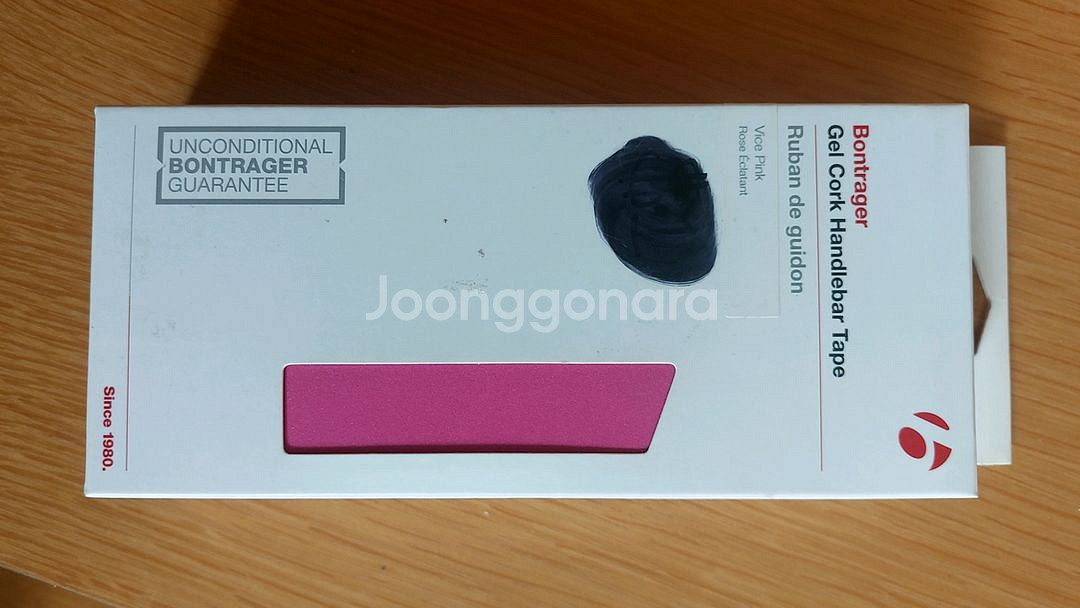 Bontrager
Gel Cork Handlebar Tape
Ruban de guidon
Vice Pink
Rose Éclatant
UNCONDITIONAL
BONTRAGER
GUARANTEE
Since 1980.
Joonggonara